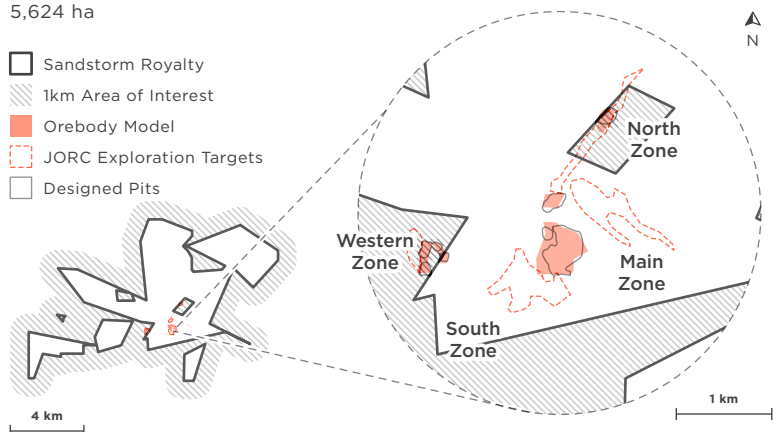 5,624 ha
Sandstorm Royalty
1km Area of Interest
Orebody Model
JORC Exploration Targets
Designed Pits
N
North
Zone
Western
Zone
Main
Zone
South
Zone
4 km
1 km